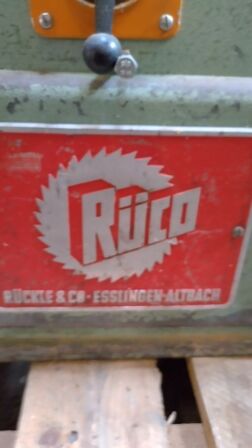 RÜCO
RÜCKLE & CO - ESSLINGEN-ALTBACH